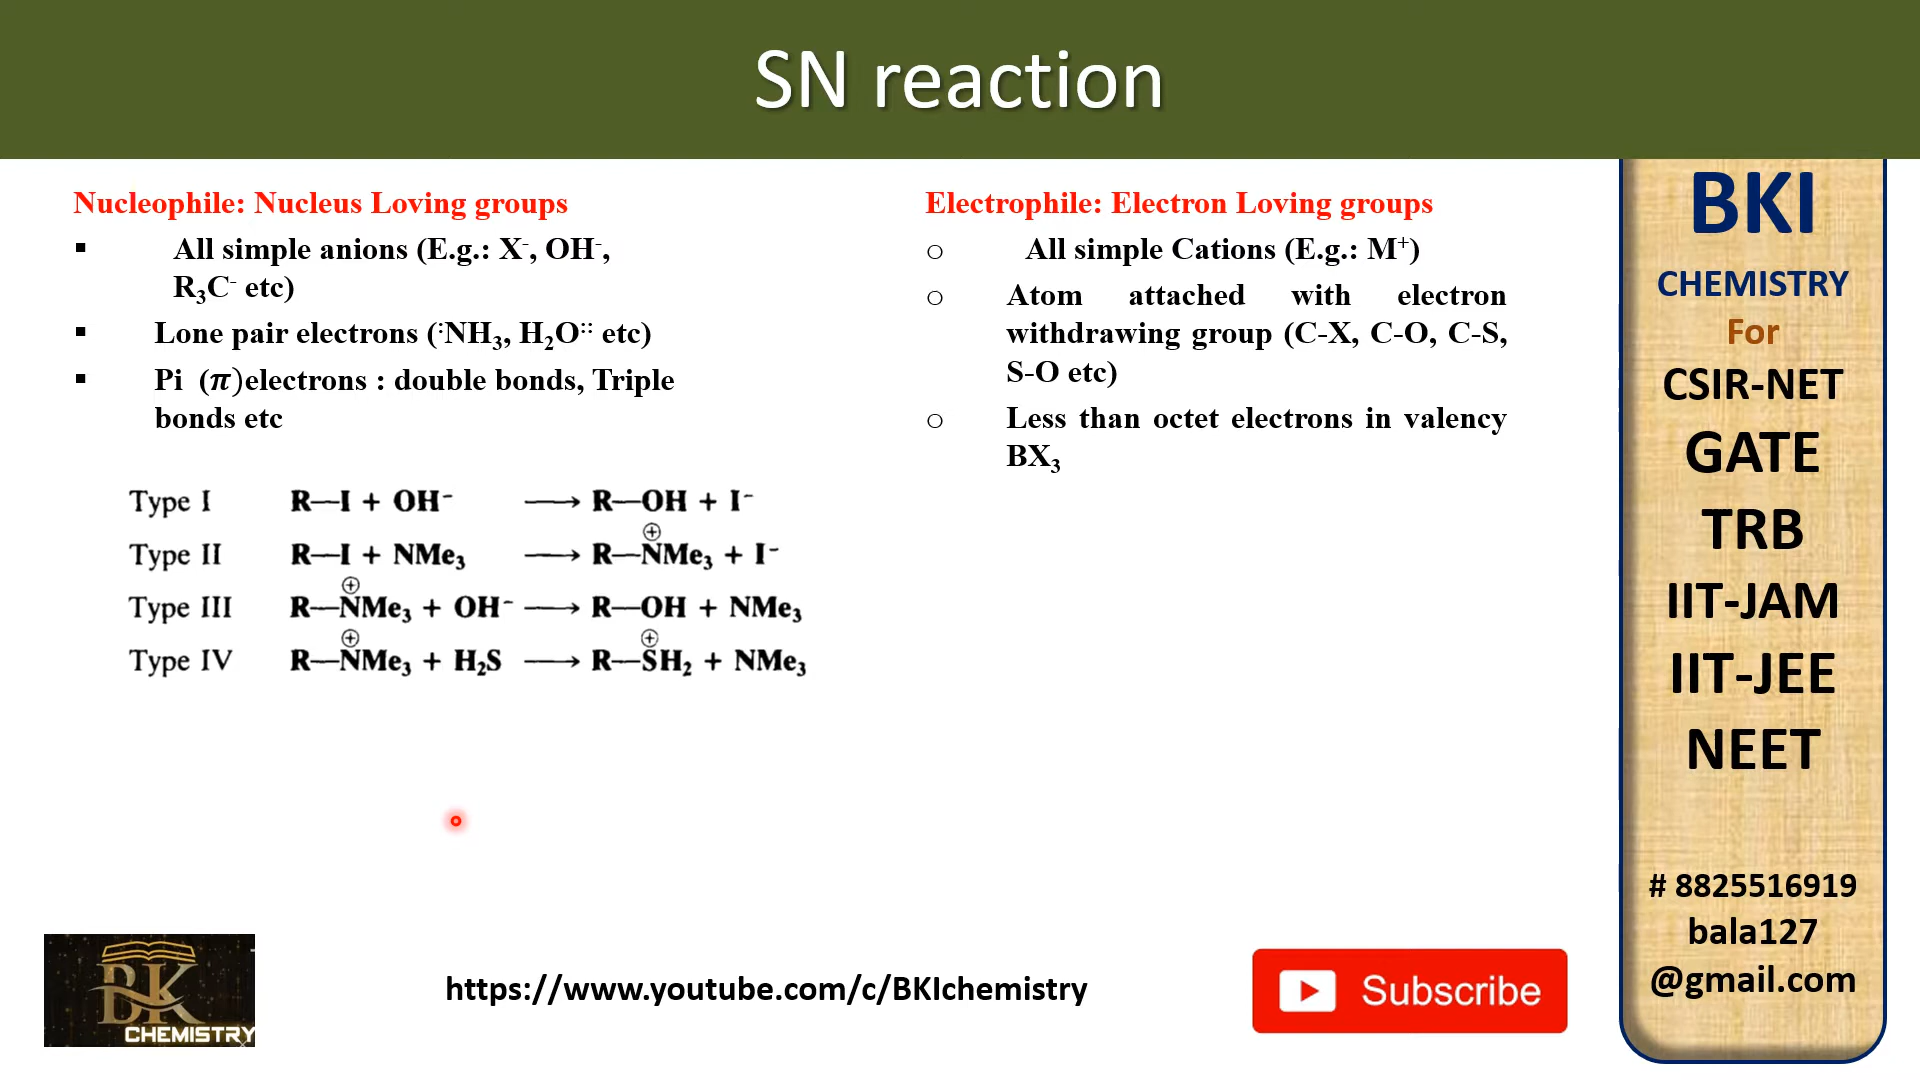 SN reaction
Nucleophile: Nucleus Loving groups
▪ All simple anions (E.g.: X⁻, OH⁻,
R₃C⁻ etc)
▪ Lone pair electrons (:NH₃, H₂O:: etc)
▪ Pi (π)electrons : double bonds, Triple
bonds etc
Electrophile: Electron Loving groups
o All simple Cations (E.g.: M⁺)
o Atom attached with electron
withdrawing group (C-X, C-O, C-S,
S-O etc)
o Less than octet electrons in valency
BX₃
Type I R—I + OH⁻ ⟶ R—OH + I⁻
Type II R—I + NMe₃ ⟶ R—N⊕Me₃ + I⁻
Type III R—N⊕Me₃ + OH⁻ ⟶ R—OH + NMe₃
Type IV R—N⊕Me₃ + H₂S ⟶ R—S⊕H₂ + NMe₃
BKI
CHEMISTRY
For
CSIR-NET
GATE
TRB
IIT-JAM
IIT-JEE
NEET
# 8825516919
bala127
@gmail.com
BK
CHEMISTRY
https://www.youtube.com/c/BKIchemistry
Subscribe